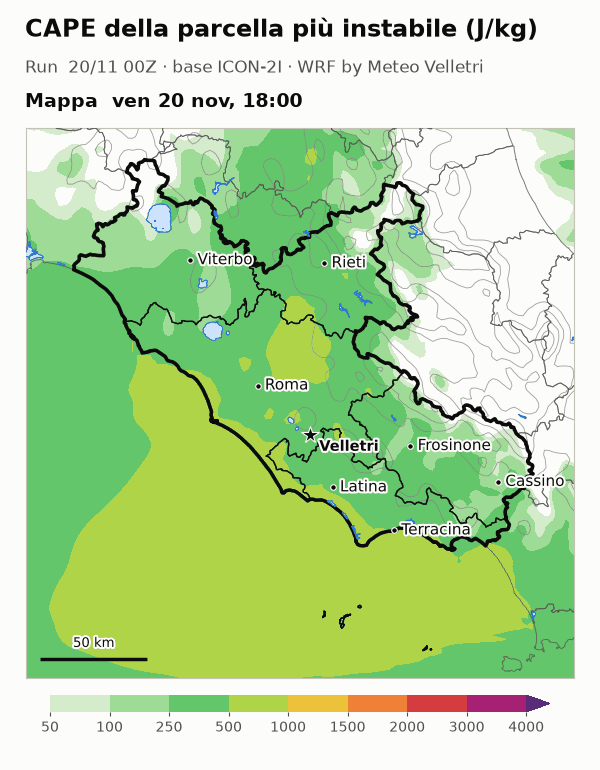 CAPE della parcella più instabile (J/kg)
Run  20/11 00Z · base ICON-2I · WRF by Meteo Velletri
Mappa  ven 20 nov, 18:00
Viterbo
Rieti
Roma
Velletri
Frosinone
Cassino
Latina
Terracina
50 km
50 100 250 500 1000 1500 2000 3000 4000